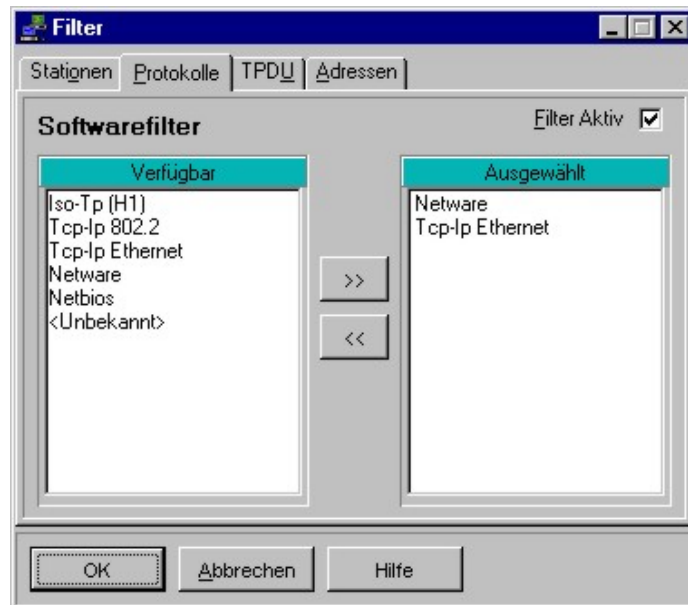 Filter
Stationen Protokolle TPDU Adressen
Softwarefilter
Filter Aktiv
Verfügbar
Iso-Tp (H1)
Tcp-Ip 802.2
Tcp-Ip Ethernet
Netware
Netbios
<Unbekannt>
>>
<<
Ausgewählt
Netware
Tcp-Ip Ethernet
OK Abbrechen Hilfe